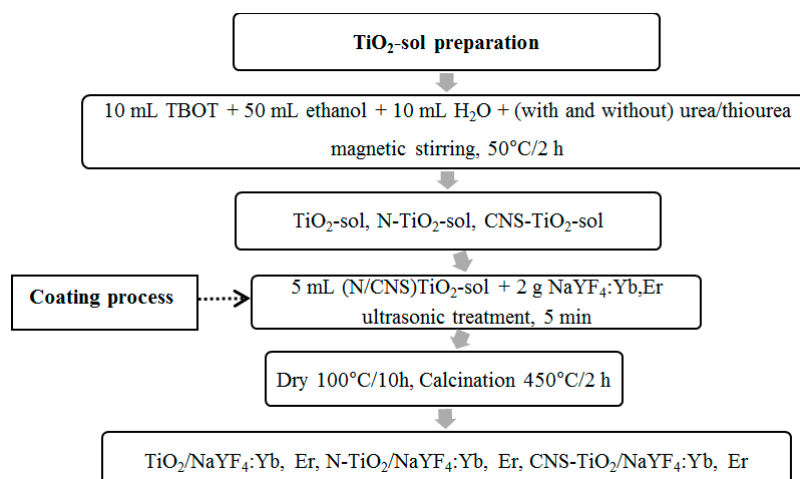 TiO₂-sol preparation
10 mL TBOT + 50 mL ethanol + 10 mL H₂O + (with and without) urea/thiourea
magnetic stirring, 50°C/2 h
TiO₂-sol, N-TiO₂-sol, CNS-TiO₂-sol
Coating process
5 mL (N/CNS)TiO₂-sol + 2 g NaYF₄:Yb,Er
ultrasonic treatment, 5 min
Dry 100°C/10h, Calcination 450°C/2 h
TiO₂/NaYF₄:Yb, Er, N-TiO₂/NaYF₄:Yb, Er, CNS-TiO₂/NaYF₄:Yb, Er